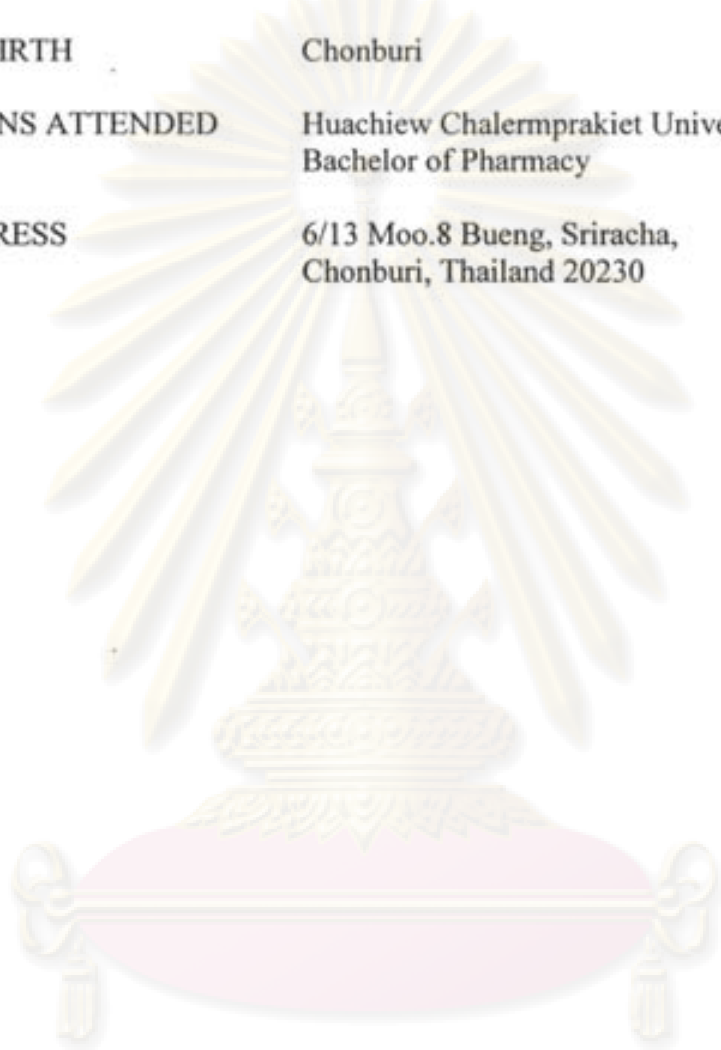 IRTH Chonburi
NS ATTENDED Huachiew Chalermprakiet Unive
Bachelor of Pharmacy
RESS 6/13 Moo.8 Bueng, Sriracha,
Chonburi, Thailand 20230